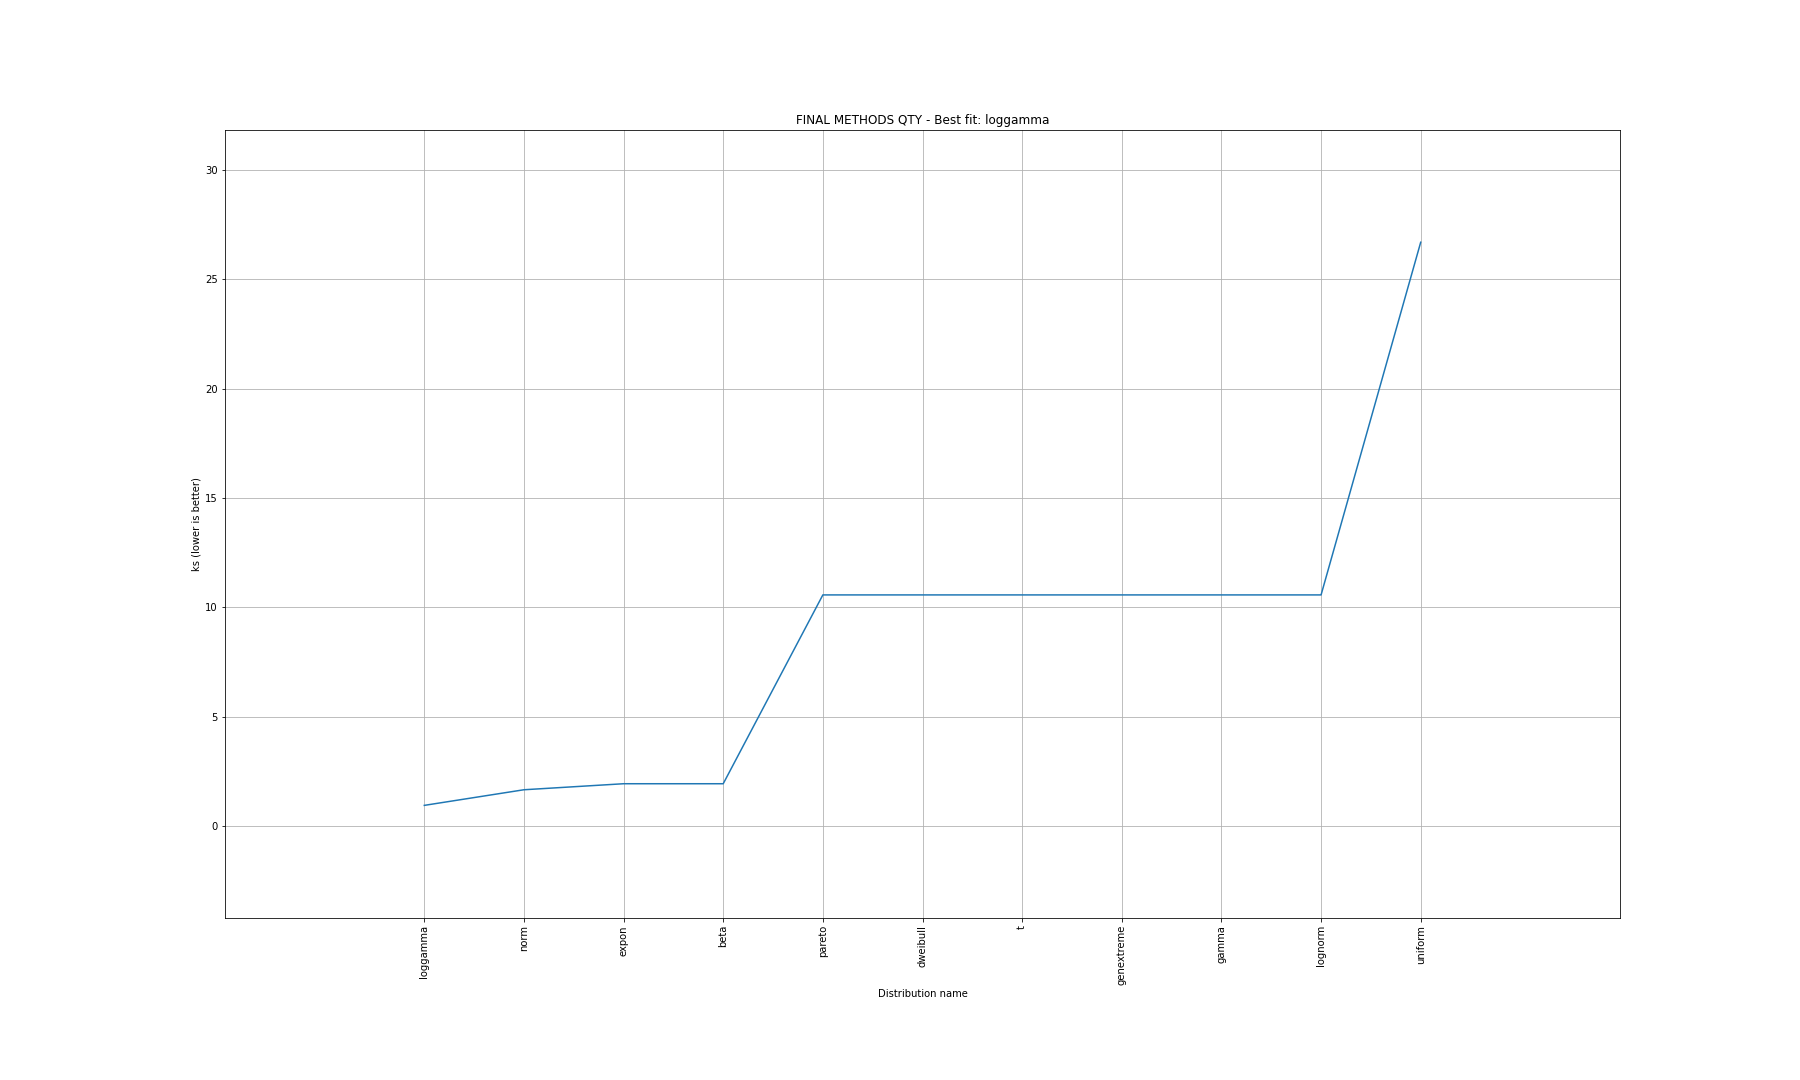 FINAL METHODS QTY - Best fit: loggamma
30
25
20
15
10
5
0
ks (lower is better)
loggamma
norm
expon
beta
pareto
dweibull
t
genextreme
gamma
lognorm
uniform
Distribution name